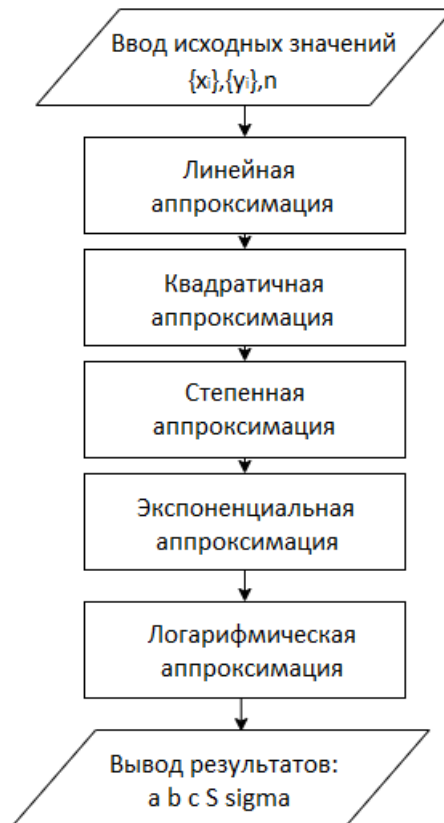 Ввод исходных значений
{xᵢ},{yᵢ},n
Линейная
аппроксимация
Квадратичная
аппроксимация
Степенная
аппроксимация
Экспоненциальная
аппроксимация
Логарифмическая
аппроксимация
Вывод результатов:
a b c S sigma